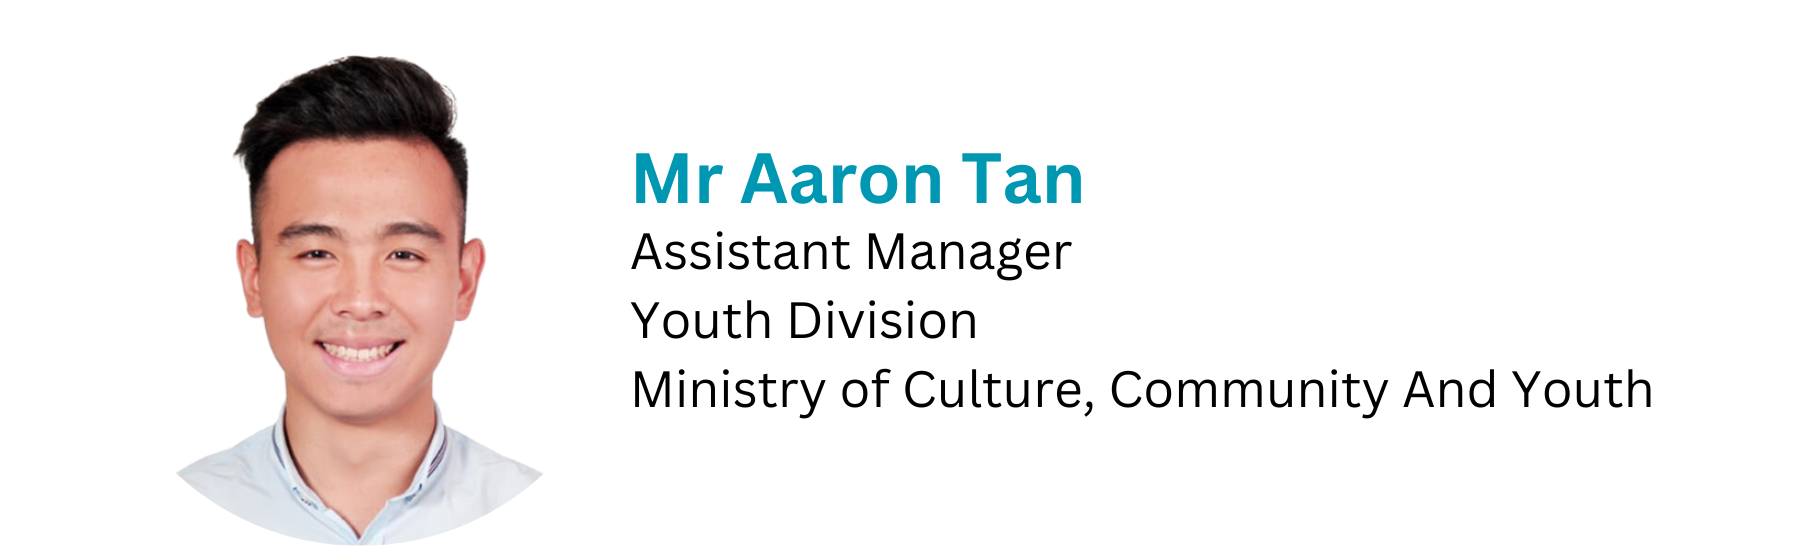 Mr Aaron Tan
Assistant Manager
Youth Division
Ministry of Culture, Community And Youth